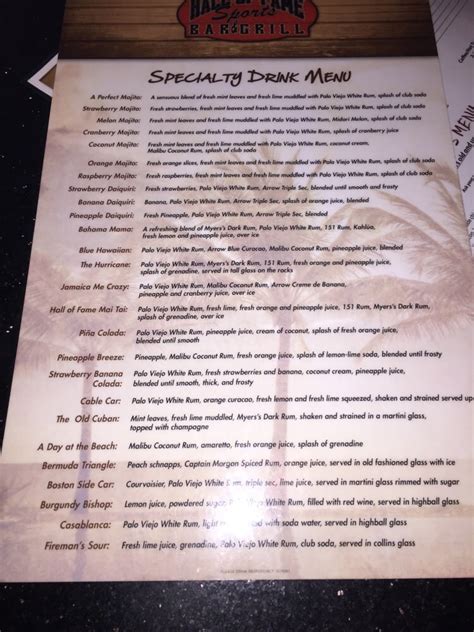 HALL OF FAME
Sports
BAR & GRILL
SPECIALTY DRINK MENU
A Perfect Mojito: A sensuous blend of fresh mint leaves and fresh lime muddled with Palo Viejo White Rum, splash of club soda
Strawberry Mojito: Fresh strawberries, fresh mint leaves and fresh lime muddled with Palo Viejo White Rum, splash of club soda
Melon Mojito: Fresh mint leaves and fresh lime muddled with Palo Viejo White Rum, Midori Melon, splash of club soda
Cranberry Mojito: Fresh mint leaves and fresh lime muddled with Palo Viejo White Rum, splash of cranberry juice
Coconut Mojito: Fresh mint leaves and fresh lime muddled with Palo Viejo White Rum, coconut cream,
Malibu Coconut Rum, splash of club soda
Orange Mojito: Fresh orange slices, fresh mint leaves and fresh lime muddled with Palo Viejo White Rum, splash of club soda
Raspberry Mojito: Fresh raspberries, fresh mint leaves and fresh lime muddled with Palo Viejo White Rum, splash of club soda
Strawberry Daiquiri: Fresh strawberries, Palo Viejo White Rum, Arrow Triple Sec, blended until smooth and frosty
Banana Daiquiri: Banana, Palo Viejo White Rum, Arrow Triple Sec, blended
Pineapple Daiquiri: Fresh Pineapple, Palo Viejo White Rum, Arrow Triple Sec, blended
Bahama Mama: A refreshing blend of Myers's Dark Rum, Palo Viejo White Rum, 151 Rum, Kahlúa,
fresh lemon and pineapple juice, over ice
Blue Hawaiian: Palo Viejo White Rum, Arrow Blue Curacao, Malibu Coconut Rum, pineapple juice, blended
The Hurricane: Palo Viejo White Rum, Myers's Dark Rum, 151 Rum, fresh orange and pineapple juice,
splash of grenadine, served in tall glass on the rocks
Jamaica Me Crazy: Palo Viejo White Rum, Malibu Coconut Rum, Arrow Creme de Banana,
pineapple and cranberry juice, over ice
Hall of Fame Mai Tai: Palo Viejo White Rum, fresh lime, fresh orange and pineapple juice, 151 Rum, Myers's Dark Rum,
splash of grenadine, over ice
Piña Colada: Palo Viejo White Rum, pineapple juice, cream of coconut, splash of fresh orange juice,
blended until smooth
Pineapple Breeze: Pineapple, Malibu Coconut Rum, fresh orange juice, splash of lemon-lime soda, blended until frosty
Strawberry Banana Colada: Palo Viejo White Rum, fresh strawberries and banana, coconut cream, pineapple juice,
blended until smooth, thick, and frosty
Cable Car: Palo Viejo White Rum, orange curacao, fresh lemon and fresh lime squeezed, shaken and served up
The Old Cuban: Mint leaves, fresh lime muddled, Myers's Dark Rum, shaken and strained in a martini glass,
topped with champagne
A Day at the Beach: Malibu Coconut Rum, amaretto, fresh orange juice, splash of grenadine
Bermuda Triangle: Peach schnapps, Captain Morgan Spiced Rum, orange juice, served in old fashioned glass with ice
Boston Side Car: Courvoisier, Palo Viejo White Rum, triple sec, lime juice, served in martini glass rimmed with sugar
Burgundy Bishop: Lemon juice, powdered sugar, Palo Viejo White Rum, filled with red wine, served in highball glass
Casablanca: Palo Viejo White Rum, light with soda water, served in highball glass
Fireman's Sour: Fresh lime juice, grenadine, Palo Viejo White Rum, club soda, served in collins glass